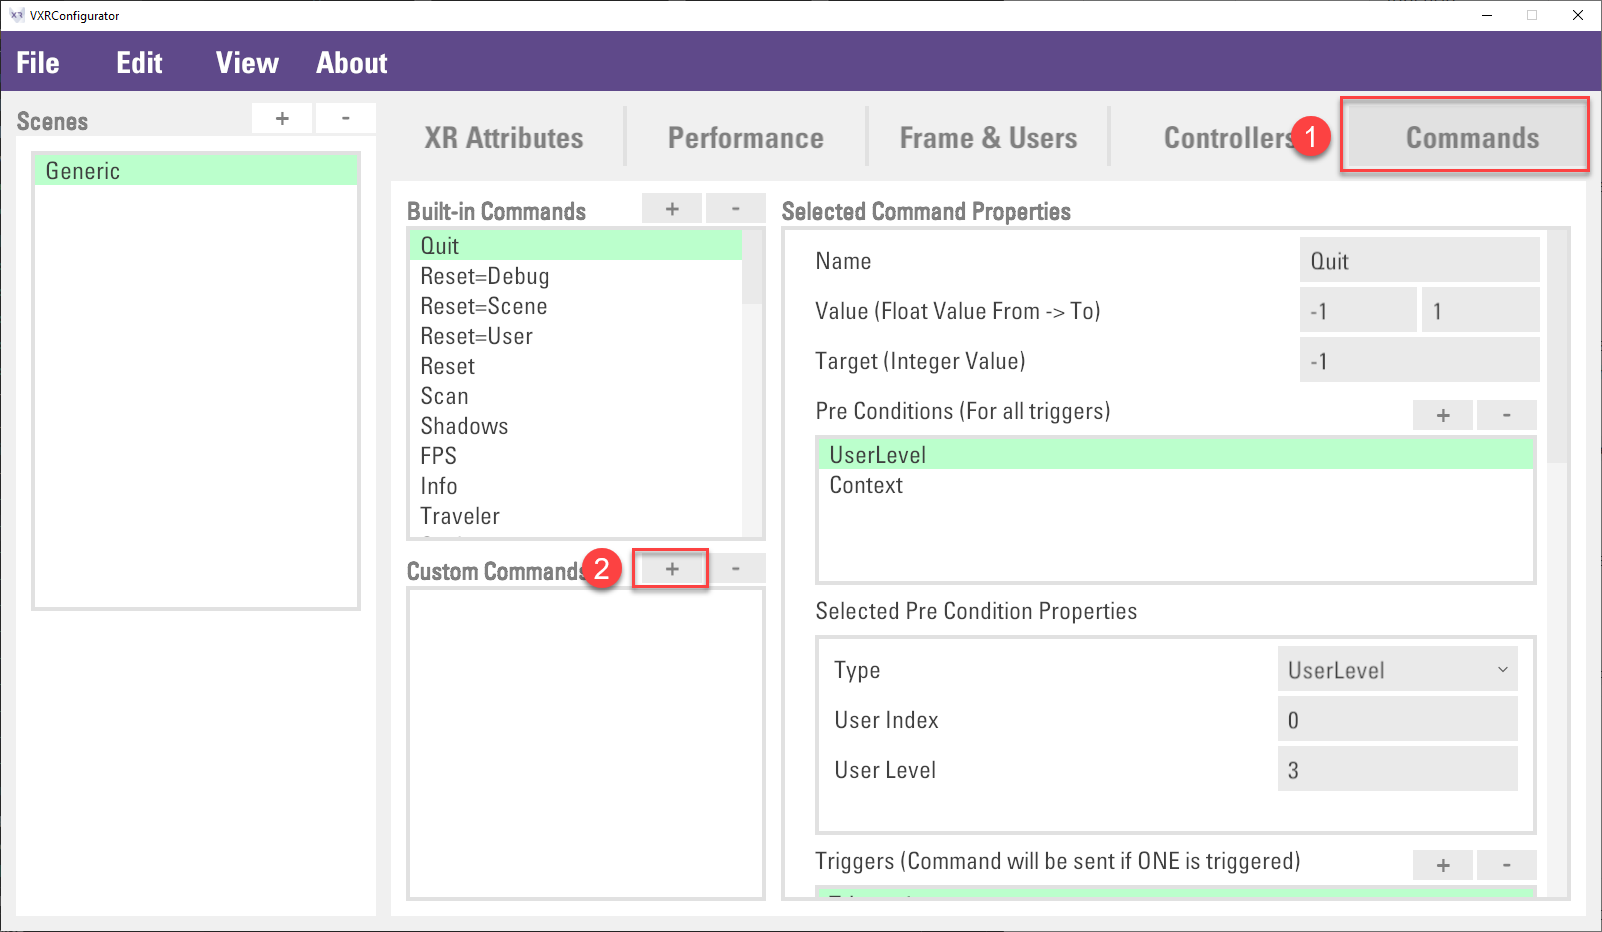 VXRConfigurator
File Edit View About
Scenes + -
Generic
XR Attributes Performance Frame & Users Controllers 1 Commands
Built-in Commands + -
Quit
Reset=Debug
Reset=Scene
Reset=User
Reset
Scan
Shadows
FPS
Info
Traveler
Custom Commands 2 + -
Selected Command Properties
Name Quit
Value (Float Value From -> To) -1 1
Target (Integer Value) -1
Pre Conditions (For all triggers) + -
UserLevel
Context
Selected Pre Condition Properties
Type UserLevel
User Index 0
User Level 3
Triggers (Command will be sent if ONE is triggered) + -